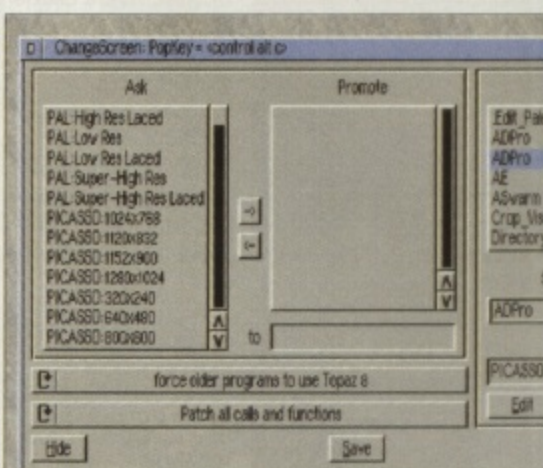 ChangeScreen: PopKey = <control alt c>
Ask
Promote
PAL:High Res Laced
PAL:Low Res
PAL:Low Res Laced
PAL:Super-High Res
PAL:Super-High Res Laced
PICASSO:1024x768
PICASSO:1120x832
PICASSO:1152x900
PICASSO:1280x1024
PICASSO:320x240
PICASSO:640x480
PICASSO:800x600
to
force older programs to use Topaz 8
Patch all calls and functions
Hide
Save
ADPro
ADPro
AE
ASwarm
Directory
ADPro
PICASSO
Edit